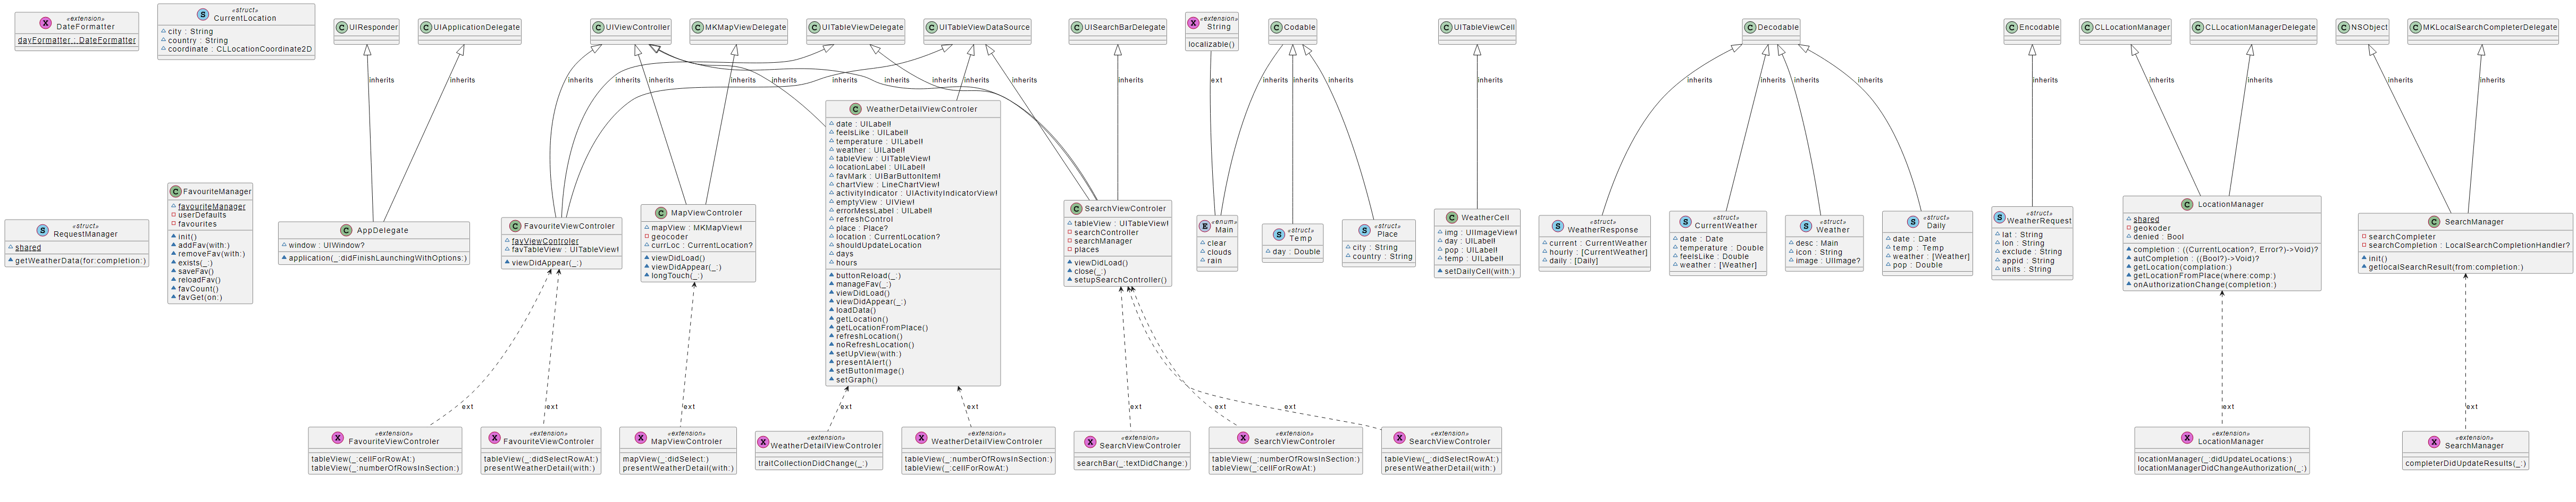 «extension»
DateFormatter
dayFormatter : DateFormatter
«struct»
CurrentLocation
city : String
country : String
coordinate : CLLocationCoordinate2D
UIResponder
UIApplicationDelegate
UIViewController
MKMapViewDelegate
UITableViewDelegate
UITableViewDataSource
UISearchBarDelegate
«extension»
String
localizable()
Codable
UITableViewCell
Decodable
Encodable
CLLocationManager
CLLocationManagerDelegate
NSObject
MKLocalSearchCompleterDelegate
inherits
inherits
inherits
inherits
inherits
inherits
inherits
inherits
inherits
inherits
inherits
inherits
ext
inherits
inherits
inherits
inherits
inherits
inherits
inherits
inherits
inherits
inherits
inherits
inherits
inherits
«struct»
RequestManager
shared
getWeatherData(for:completion:)
FavouriteManager
favouriteManager
userDefaults
favourites
init()
addFav(with:)
removeFav(with:)
exists(_:)
saveFav()
reloadFav()
favCount()
favGet(on:)
AppDelegate
window : UIWindow?
application(_:didFinishLaunchingWithOptions:)
FavouriteViewControler
favViewControler
favTableView : UITableView!
viewDidAppear(_:)
MapViewControler
mapView : MKMapView!
geocoder
currLoc : CurrentLocation?
viewDidLoad()
viewDidAppear(_:)
longTouch(_:)
WeatherDetailViewControler
date : UILabel!
feelsLike : UILabel!
temperature : UILabel!
weather : UILabel!
tableView : UITableView!
locationLabel : UILabel!
favMark : UIBarButtonItem!
chartView : LineChartView!
activityIndicator : UIActivityIndicatorView!
emptyView : UIView!
errorMessLabel : UILabel!
refreshControl
place : Place?
location : CurrentLocation?
shouldUpdateLocation
days
hours
buttonReload(_:)
manageFav(_:)
viewDidLoad()
viewDidAppear(_:)
loadData()
getLocation()
getLocationFromPlace()
refreshLocation()
noRefreshLocation()
setUpView(with:)
presentAlert()
setButtonImage()
setGraph()
SearchViewControler
tableView : UITableView!
searchController
searchManager
places
viewDidLoad()
close(_:)
setupSearchController()
«enum»
Main
clear
clouds
rain
«struct»
Temp
day : Double
«struct»
Place
city : String
country : String
WeatherCell
img : UIImageView!
day : UILabel!
pop : UILabel!
temp : UILabel!
setDailyCell(with:)
«struct»
WeatherResponse
current : CurrentWeather
hourly : [CurrentWeather]
daily : [Daily]
«struct»
CurrentWeather
date : Date
temperature : Double
feelsLike : Double
weather : [Weather]
«struct»
Weather
desc : Main
icon : String
image : UIImage?
«struct»
Daily
date : Date
temp : Temp
weather : [Weather]
pop : Double
«struct»
WeatherRequest
lat : String
lon : String
exclude : String
appid : String
units : String
LocationManager
shared
geokoder
denied : Bool
completion : ((CurrentLocation?, Error?)->Void)?
autCompletion : ((Bool?)->Void)?
getLocation(complation:)
getLocationFromPlace(where:comp:)
onAuthorizationChange(completion:)
SearchManager
searchCompleter
searchCompletion : LocalSearchCompletionHandler?
init()
getlocalSearchResult(from:completion:)
ext
ext
ext
ext
ext
ext
ext
ext
ext
ext
«extension»
FavouriteViewControler
tableView(_:cellForRowAt:)
tableView(_:numberOfRowsInSection:)
«extension»
FavouriteViewControler
tableView(_:didSelectRowAt:)
presentWeatherDetail(with:)
«extension»
MapViewControler
mapView(_:didSelect:)
presentWeatherDetail(with:)
«extension»
WeatherDetailViewControler
traitCollectionDidChange(_:)
«extension»
WeatherDetailViewControler
tableView(_:numberOfRowsInSection:)
tableView(_:cellForRowAt:)
«extension»
SearchViewControler
searchBar(_:textDidChange:)
«extension»
SearchViewControler
tableView(_:numberOfRowsInSection:)
tableView(_:cellForRowAt:)
«extension»
SearchViewControler
tableView(_:didSelectRowAt:)
presentWeatherDetail(with:)
«extension»
LocationManager
locationManager(_:didUpdateLocations:)
locationManagerDidChangeAuthorization(_:)
«extension»
SearchManager
completerDidUpdateResults(_:)